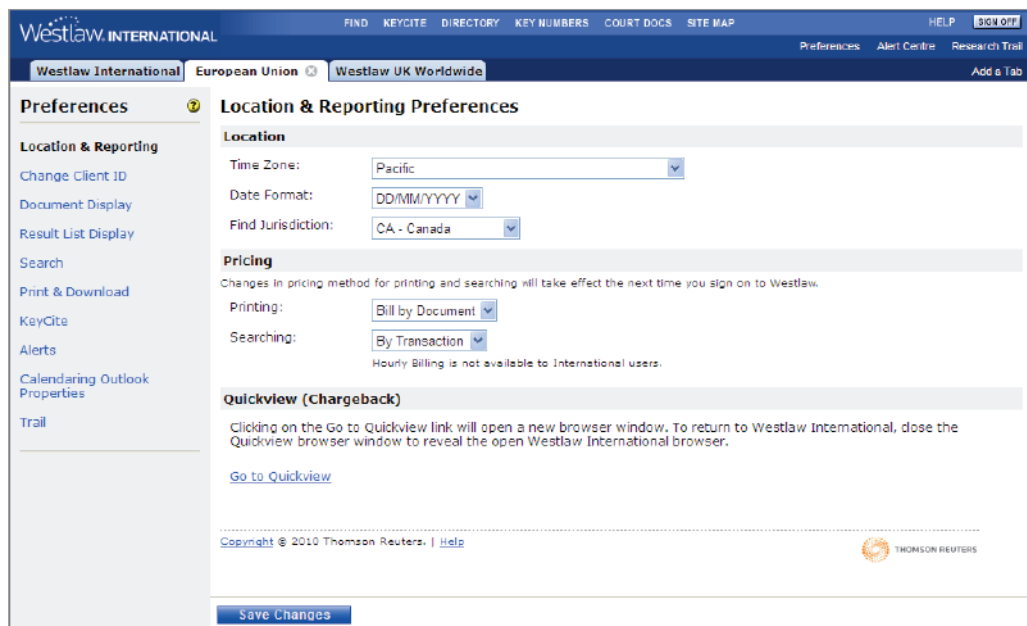 Westlaw. INTERNATIONAL
FIND KEYCITE DIRECTORY KEY NUMBERS COURT DOCS SITE MAP HELP SIGN OFF
Preferences Alert Centre Research Trail
Westlaw International European Union Westlaw UK Worldwide Add a Tab
Preferences
Location & Reporting
Change Client ID
Document Display
Result List Display
Search
Print & Download
KeyCite
Alerts
Calendaring Outlook
Properties
Trail
Location & Reporting Preferences
Location
Time Zone: Pacific
Date Format: DD/MM/YYYY
Find Jurisdiction: CA - Canada
Pricing
Changes in pricing method for printing and searching will take effect the next time you sign on to Westlaw.
Printing: Bill by Document
Searching: By Transaction
Hourly Billing is not available to International users.
Quickview (Chargeback)
Clicking on the Go to Quickview link will open a new browser window. To return to Westlaw International, close the
Quickview browser window to reveal the open Westlaw International browser.
Go to Quickview
Copyright © 2010 Thomson Reuters. | Help
THOMSON REUTERS
Save Changes